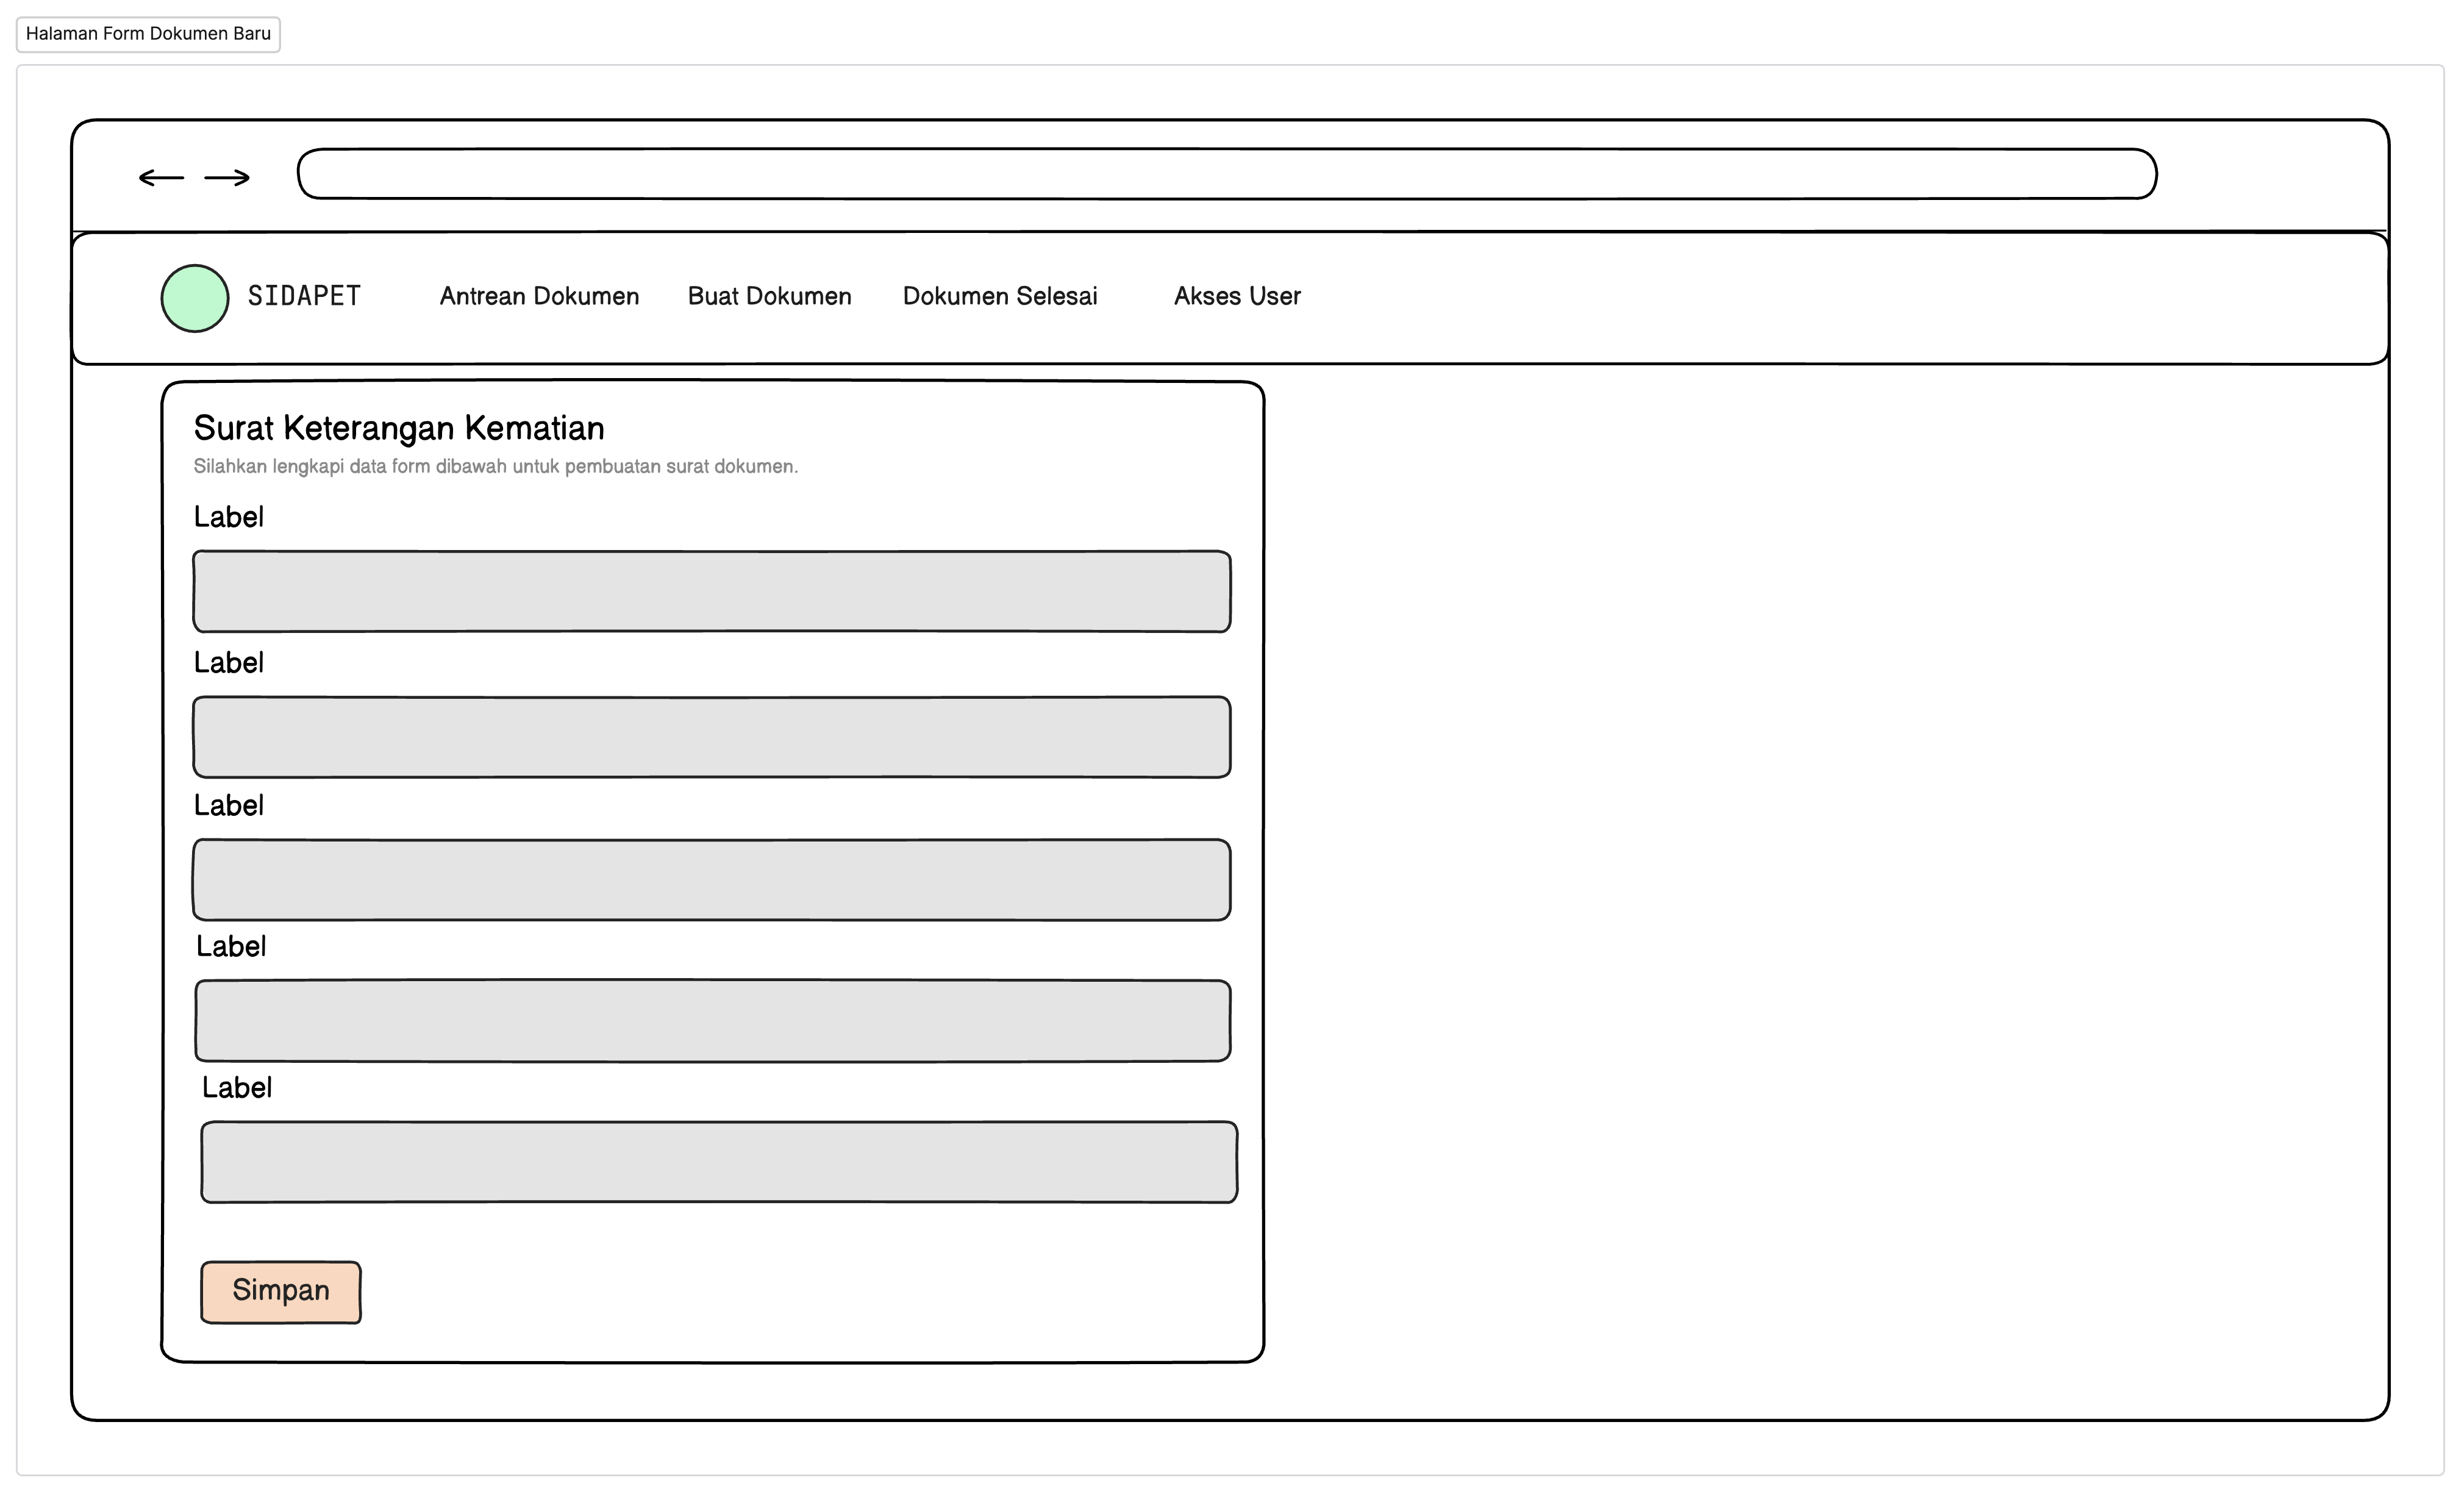 Halaman Form Dokumen Baru
SIDAPET Antrean Dokumen Buat Dokumen Dokumen Selesai Akses User
Surat Keterangan Kematian
Silahkan lengkapi data form dibawah untuk pembuatan surat dokumen.
Label
Label
Label
Label
Label
Simpan